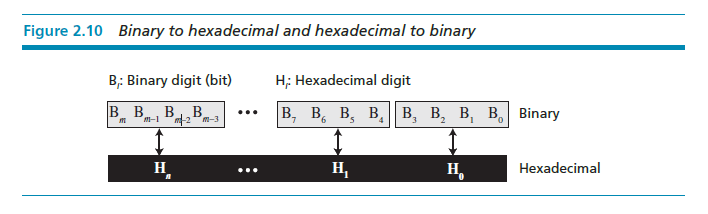 Figure 2.10 Binary to hexadecimal and hexadecimal to binary
Bᵢ: Binary digit (bit) Hᵢ: Hexadecimal digit
Bₘ Bₘ₋₁ Bₘ₋₂ Bₘ₋₃ ••• B₇ B₆ B₅ B₄ B₃ B₂ B₁ B₀ Binary
Hₙ ••• H₁ H₀ Hexadecimal